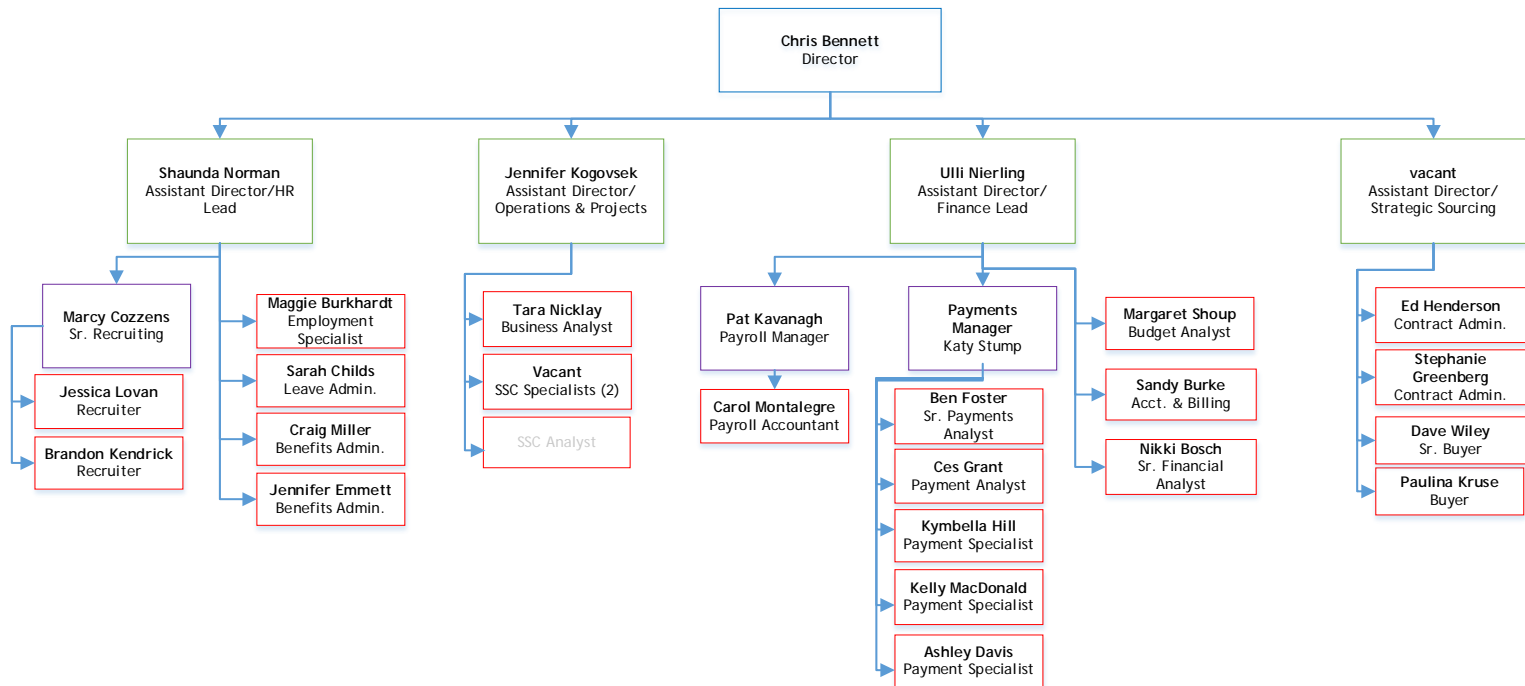 Chris Bennett
Director
Shaunda Norman
Assistant Director/HR
Lead
Jennifer Kogovsek
Assistant Director/
Operations & Projects
Ulli Nierling
Assistant Director/
Finance Lead
vacant
Assistant Director/
Strategic Sourcing
Marcy Cozzens
Sr. Recruiting
Jessica Lovan
Recruiter
Brandon Kendrick
Recruiter
Maggie Burkhardt
Employment
Specialist
Sarah Childs
Leave Admin.
Craig Miller
Benefits Admin.
Jennifer Emmett
Benefits Admin.
Tara Nicklay
Business Analyst
Vacant
SSC Specialists (2)
SSC Analyst
Pat Kavanagh
Payroll Manager
Carol Montalegre
Payroll Accountant
Payments
Manager
Katy Stump
Ben Foster
Sr. Payments
Analyst
Ces Grant
Payment Analyst
Kymbella Hill
Payment Specialist
Kelly MacDonald
Payment Specialist
Ashley Davis
Payment Specialist
Margaret Shoup
Budget Analyst
Sandy Burke
Acct. & Billing
Nikki Bosch
Sr. Financial
Analyst
Ed Henderson
Contract Admin.
Stephanie
Greenberg
Contract Admin.
Dave Wiley
Sr. Buyer
Paulina Kruse
Buyer